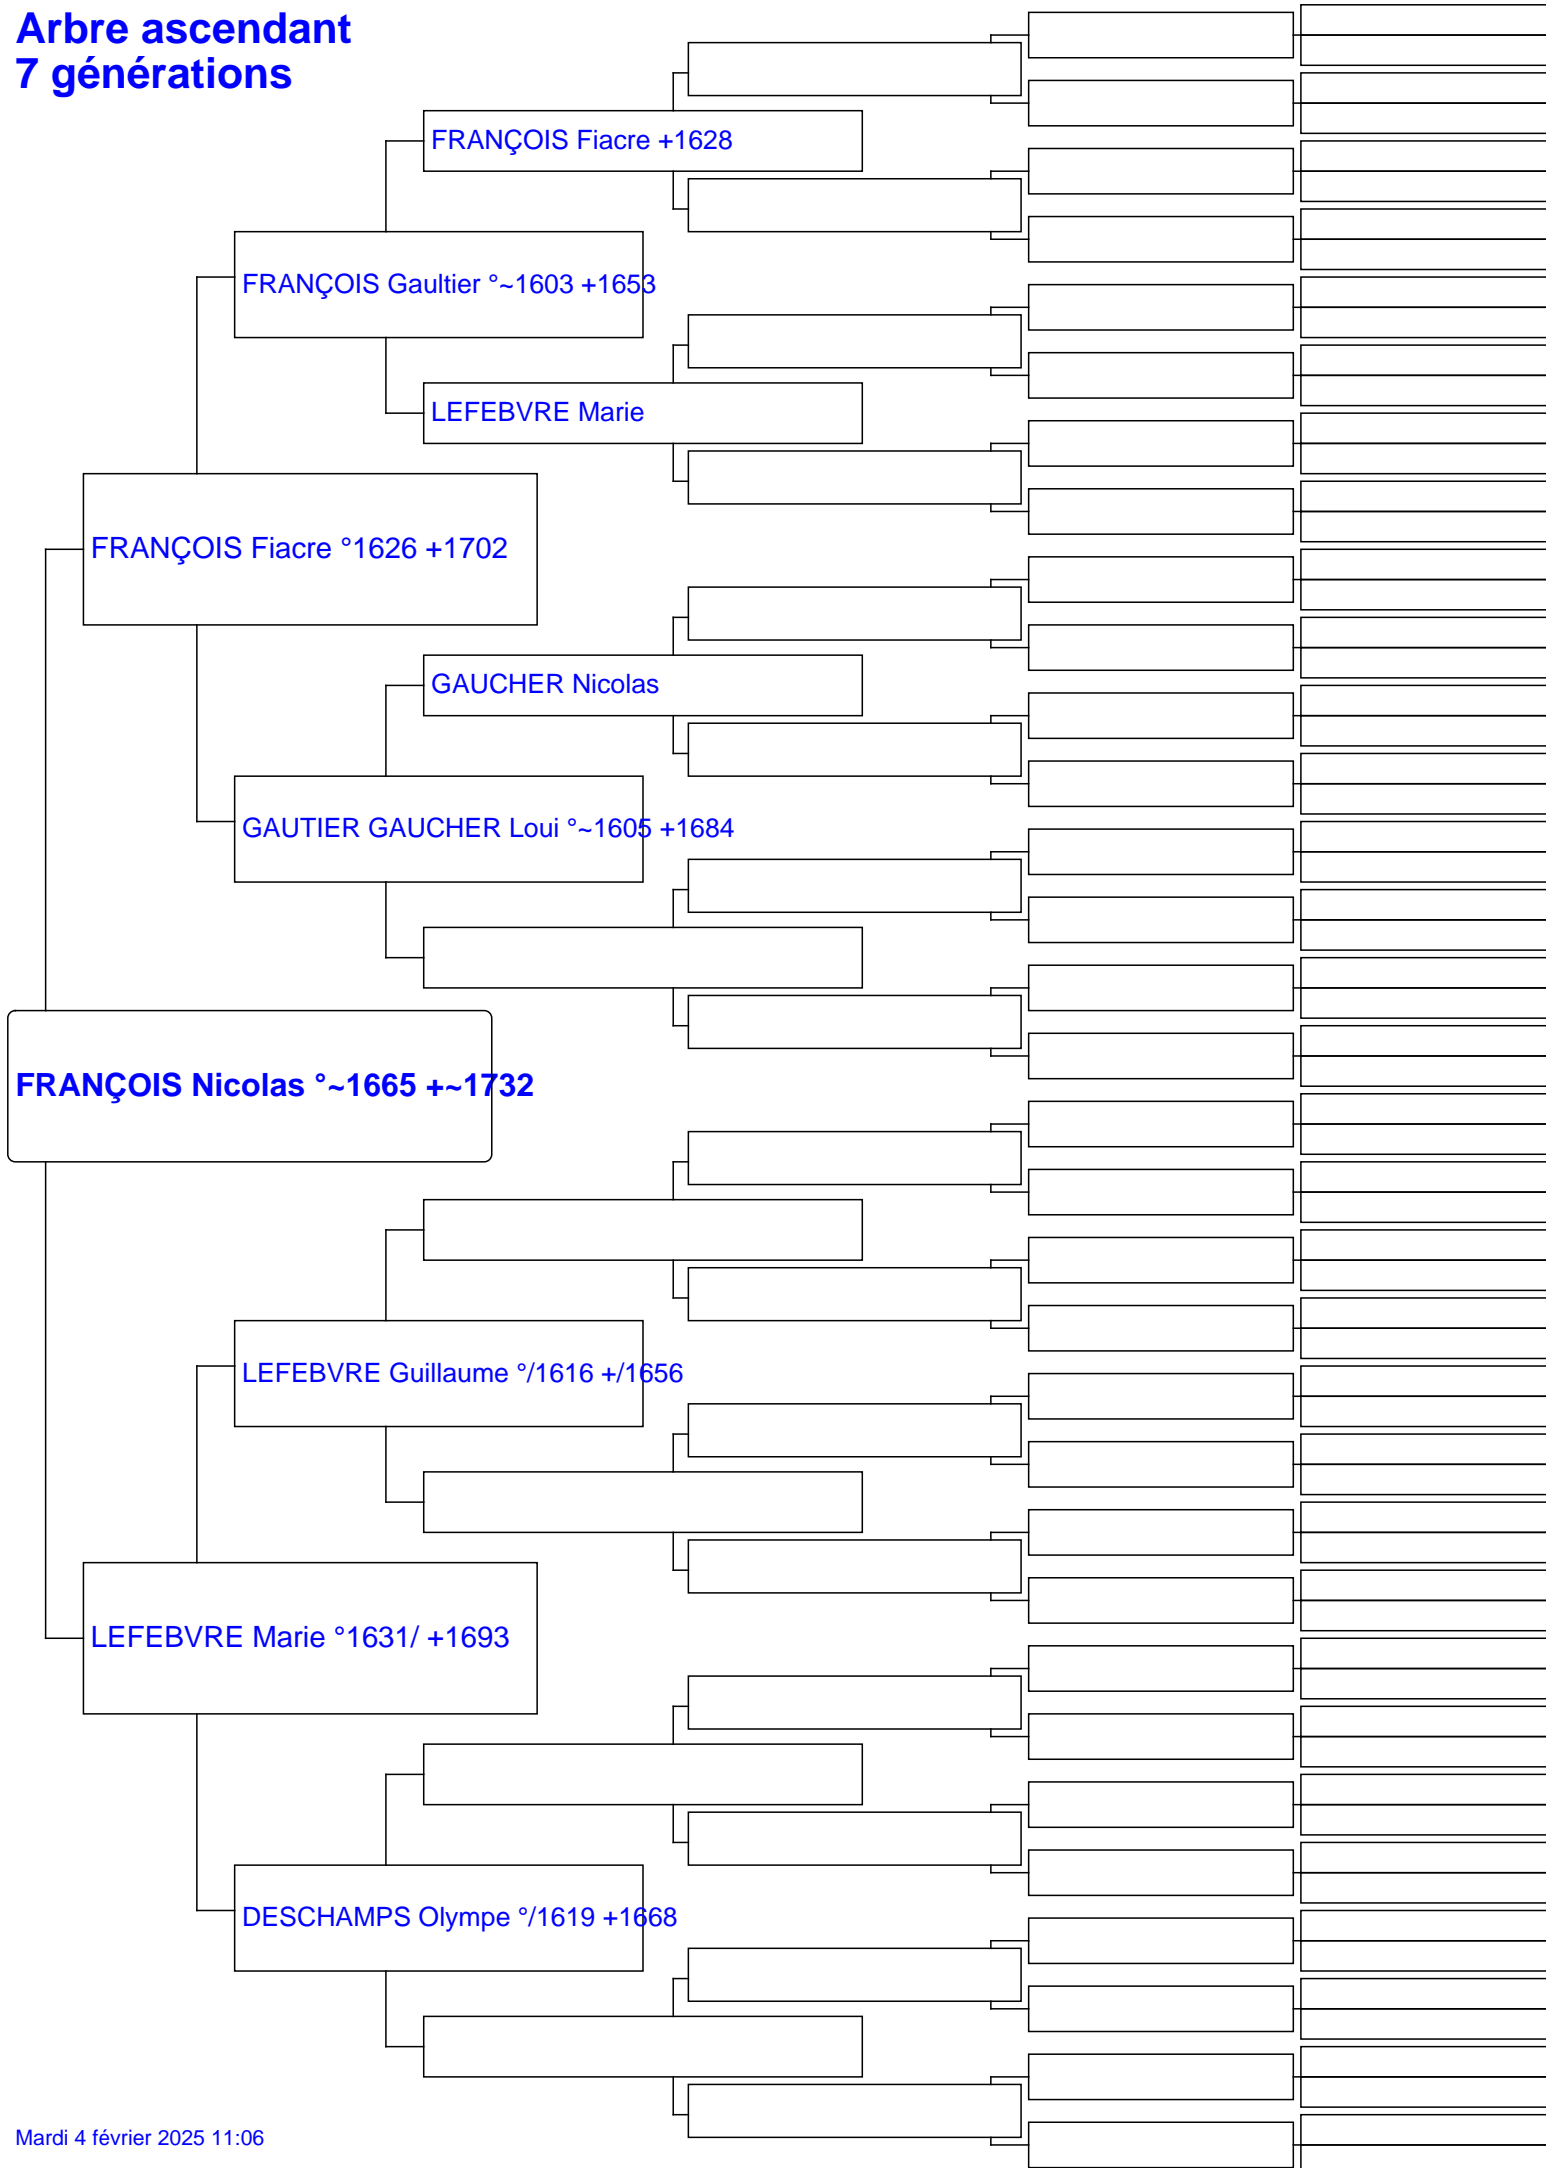 Arbre ascendant
7 générations
FRANÇOIS Fiacre +1628
FRANÇOIS Gaultier °~1603 +1653
LEFEBVRE Marie
FRANÇOIS Fiacre °1626 +1702
GAUCHER Nicolas
GAUTIER GAUCHER Loui °~1605 +1684
FRANÇOIS Nicolas °~1665 +~1732
LEFEBVRE Guillaume °/1616 +/1656
LEFEBVRE Marie °1631/ +1693
DESCHAMPS Olympe °/1619 +1668
Mardi 4 février 2025 11:06